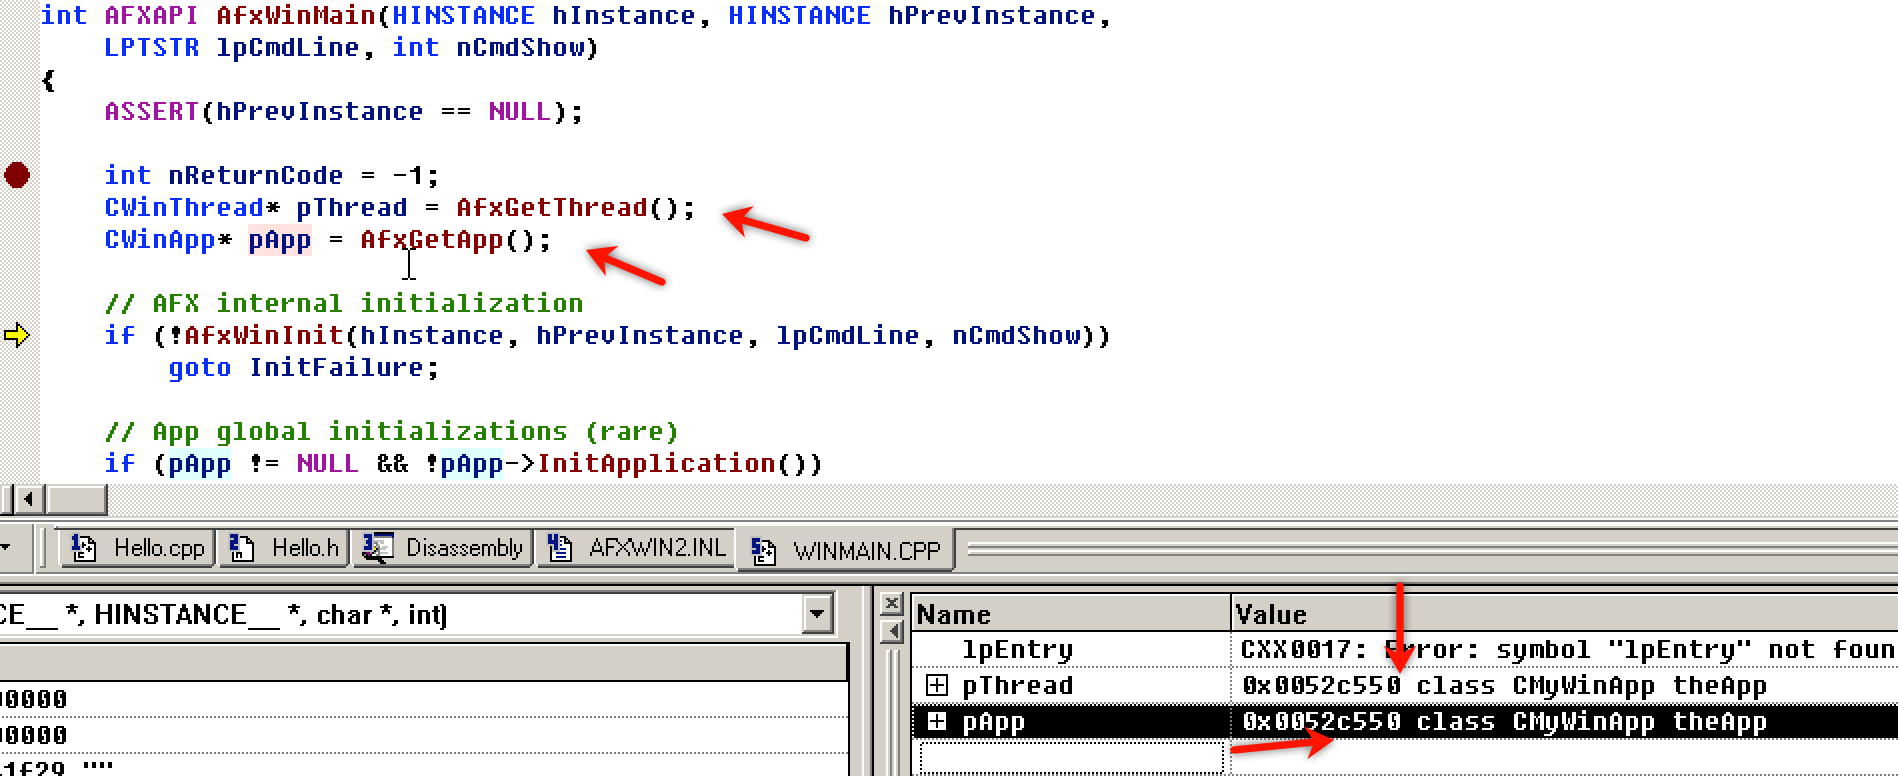 int AFXAPI AfxWinMain(HINSTANCE hInstance, HINSTANCE hPrevInstance,
LPTSTR lpCmdLine, int nCmdShow)
{
ASSERT(hPrevInstance == NULL);
int nReturnCode = -1;
CWinThread* pThread = AfxGetThread();
CWinApp* pApp = AfxGetApp();
// AFX internal initialization
if (!AfxWinInit(hInstance, hPrevInstance, lpCmdLine, nCmdShow))
goto InitFailure;
// App global initializations (rare)
if (pApp != NULL && !pApp->InitApplication())
Hello.cpp Hello.h Disassembly AFXWIN2.INL WINMAIN.CPP
CE__ *, HINSTANCE__ *, char *, int)
00000
00000
1f29 ""
Name Value
lpEntry CXX0017: Error: symbol "lpEntry" not foun
pThread 0x0052c550 class CMyWinApp theApp
pApp 0x0052c550 class CMyWinApp theApp